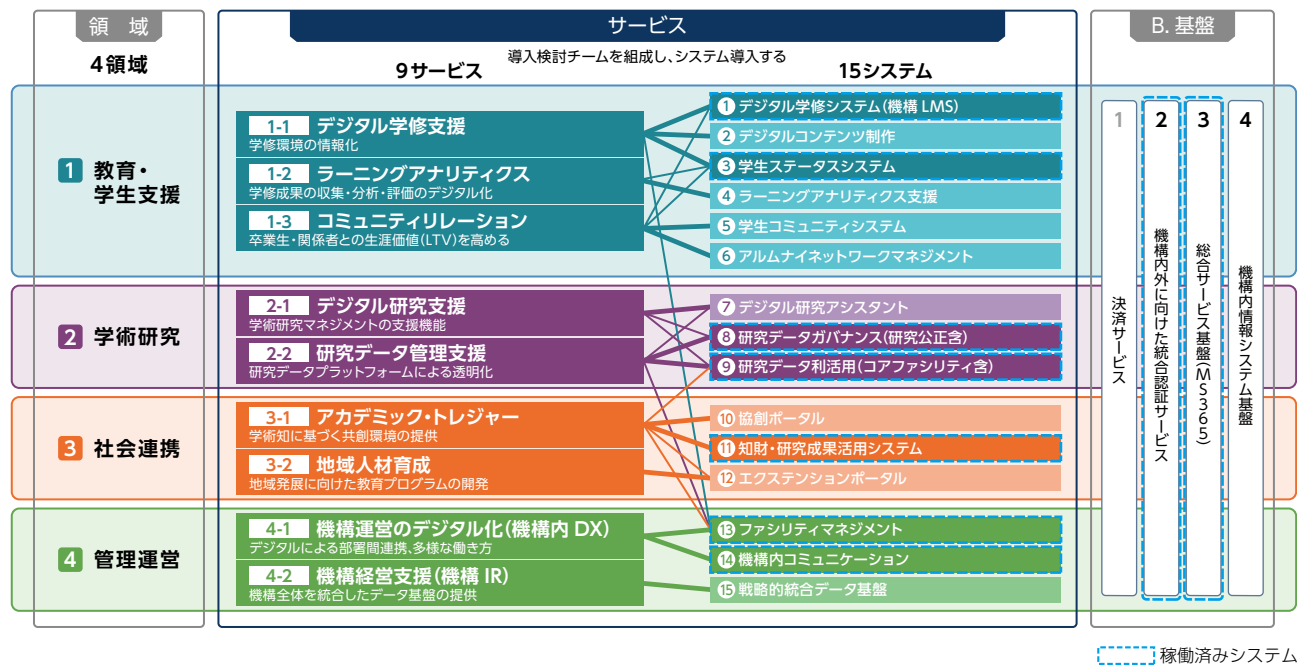 領 域
4領域
サービス
導入検討チームを組成し、システム導入する
9サービス
15システム
B. 基盤
1 教育・
学生支援
1-1 デジタル学修支援
学修環境の情報化
1-2 ラーニングアナリティクス
学修成果の収集・分析・評価のデジタル化
1-3 コミュニティリレーション
卒業生・関係者との生涯価値(LTV)を高める
① デジタル学修システム(機構 LMS)
② デジタルコンテンツ制作
③ 学生ステータスシステム
④ ラーニングアナリティクス支援
⑤ 学生コミュニティシステム
⑥ アルムナイネットワークマネジメント
2 学術研究
2-1 デジタル研究支援
学術研究マネジメントの支援機能
2-2 研究データ管理支援
研究データプラットフォームによる透明化
⑦ デジタル研究アシスタント
⑧ 研究データガバナンス(研究公正含)
⑨ 研究データ利活用(コアファシリティ含)
3 社会連携
3-1 アカデミック・トレジャー
学術知に基づく共創環境の提供
3-2 地域人材育成
地域発展に向けた教育プログラムの開発
⑩ 協創ポータル
⑪ 知財・研究成果活用システム
⑫ エクステンションポータル
4 管理運営
4-1 機構運営のデジタル化(機構内 DX)
デジタルによる部署間連携、多様な働き方
4-2 機構経営支援(機構 IR)
機構全体を統合したデータ基盤の提供
⑬ ファシリティマネジメント
⑭ 機構内コミュニケーション
⑮ 戦略的統合データ基盤
1 決済サービス
2 機構内外に向けた統合認証サービス
3 総合サービス基盤(MS365)
4 機構内情報システム基盤
稼働済みシステム